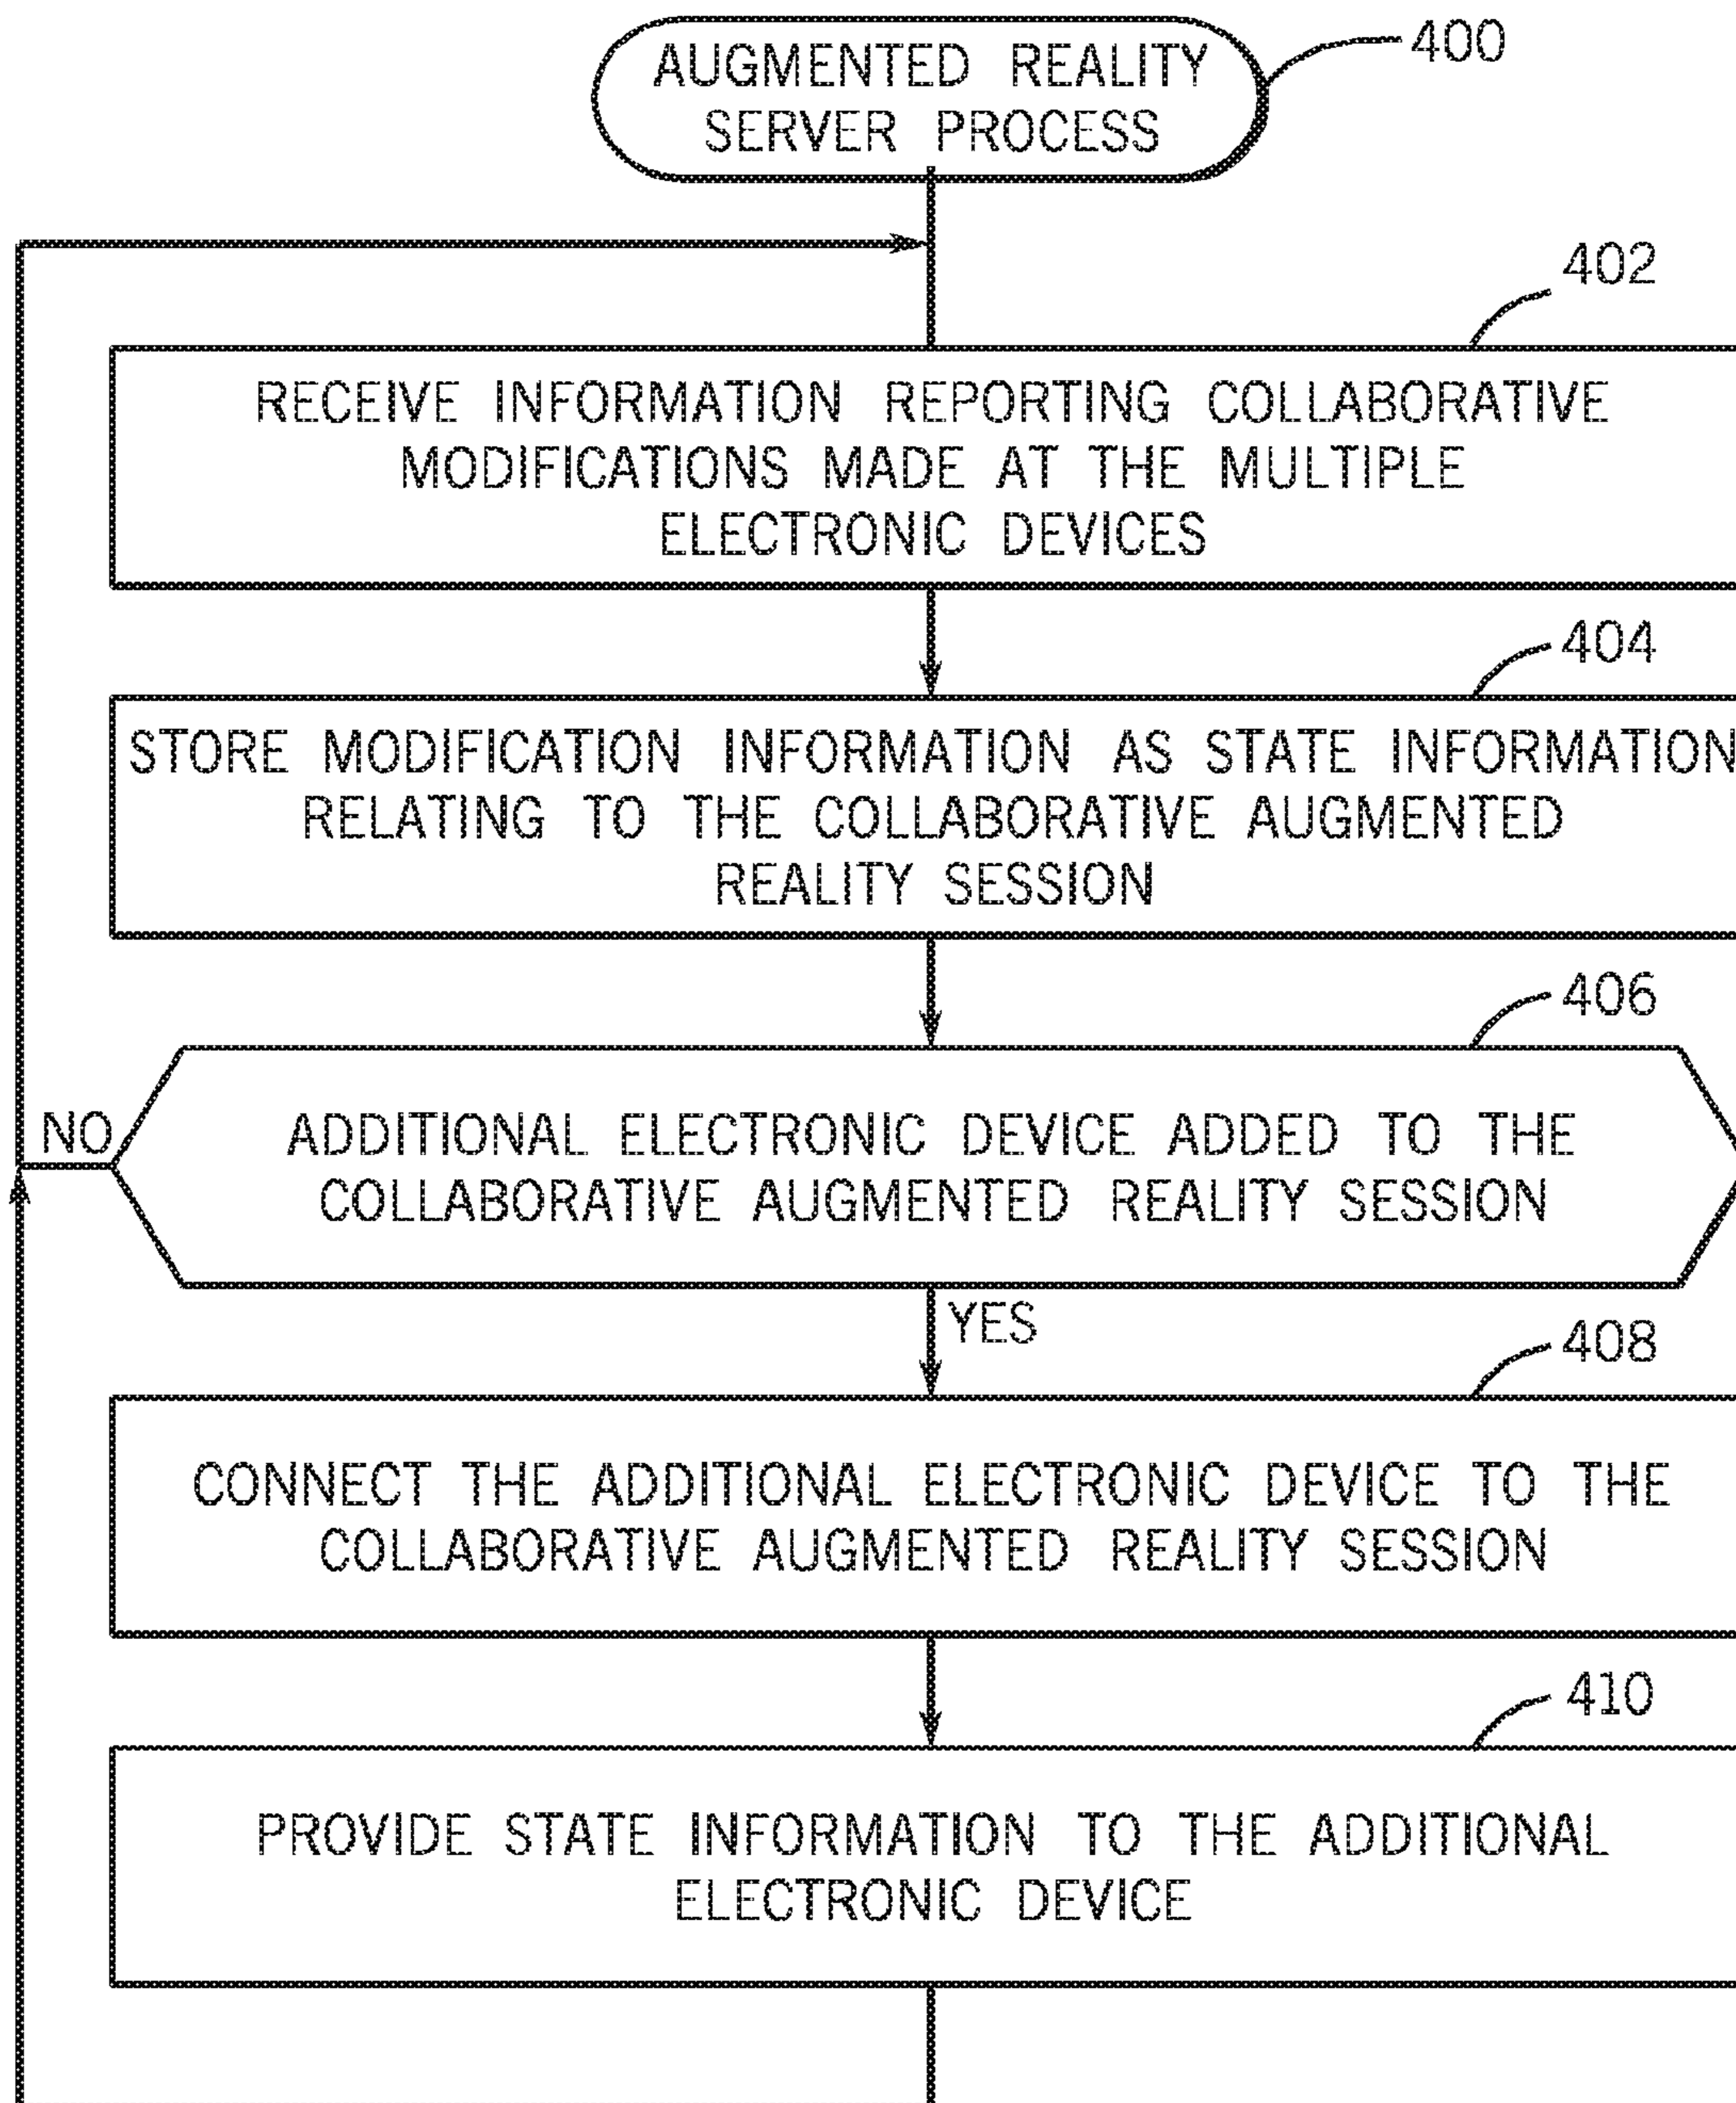 AUGMENTED REALITY
SERVER PROCESS
400
402
RECEIVE INFORMATION REPORTING COLLABORATIVE
MODIFICATIONS MADE AT THE MULTIPLE
ELECTRONIC DEVICES
404
STORE MODIFICATION INFORMATION AS STATE INFORMATION
RELATING TO THE COLLABORATIVE AUGMENTED
REALITY SESSION
406
NO
ADDITIONAL ELECTRONIC DEVICE ADDED TO THE
COLLABORATIVE AUGMENTED REALITY SESSION
YES
408
CONNECT THE ADDITIONAL ELECTRONIC DEVICE TO THE
COLLABORATIVE AUGMENTED REALITY SESSION
410
PROVIDE STATE INFORMATION TO THE ADDITIONAL
ELECTRONIC DEVICE